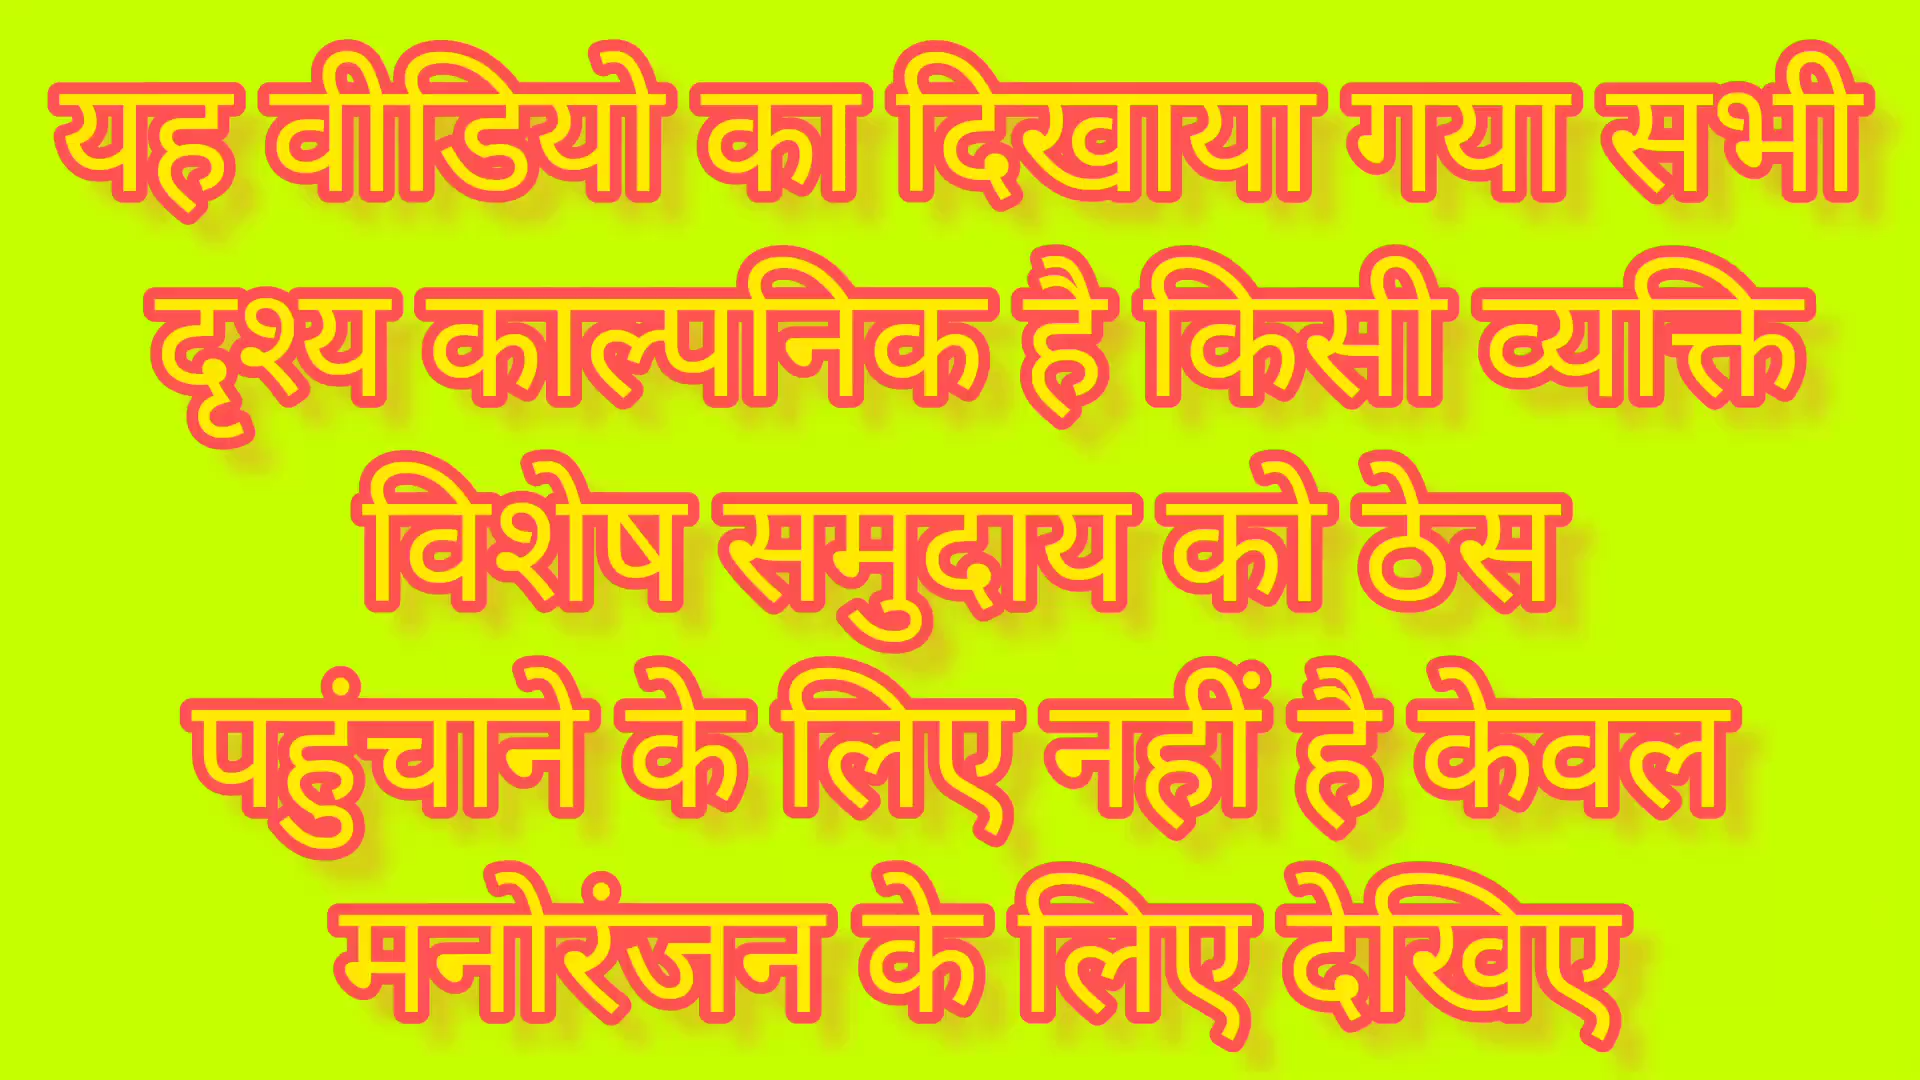 यह वीडियो का दिखाया गया सभी
दृश्य काल्पनिक है किसी व्यक्ति
विशेष समुदाय को ठेस
पहुंचाने के लिए नहीं है केवल
मनोरंजन के लिए देखिए